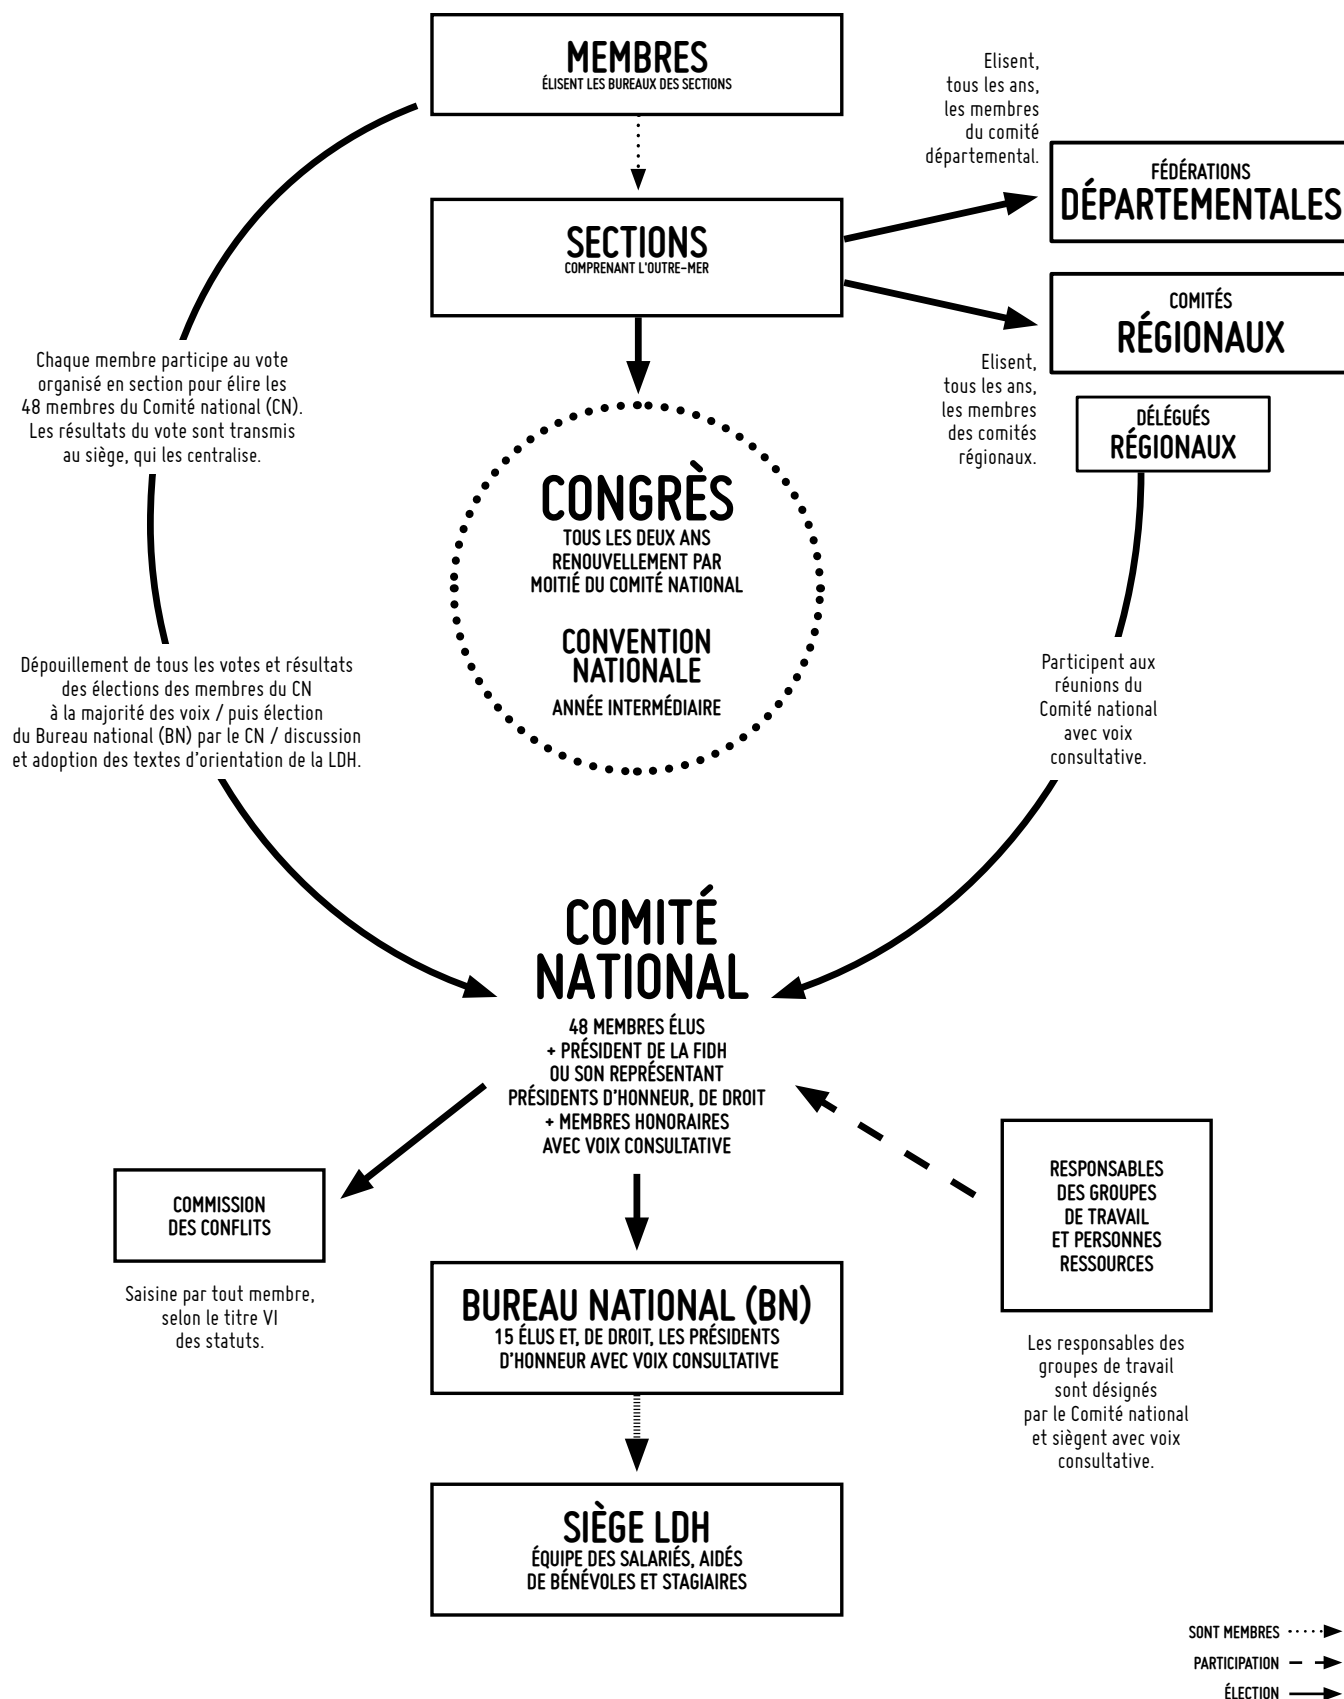 MEMBRES
ÉLISENT LES BUREAUX DES SECTIONS
Elisent,
tous les ans,
les membres
du comité
départemental.
FÉDÉRATIONS
DÉPARTEMENTALES
SECTIONS
COMPRENANT L'OUTRE-MER
COMITÉS
RÉGIONAUX
Elisent,
tous les ans,
les membres
des comités
régionaux.
DÉLÉGUÉS
RÉGIONAUX
Chaque membre participe au vote
organisé en section pour élire les
48 membres du Comité national (CN).
Les résultats du vote sont transmis
au siège, qui les centralise.
CONGRÈS
TOUS LES DEUX ANS
RENOUVELLEMENT PAR
MOITIÉ DU COMITÉ NATIONAL
CONVENTION
NATIONALE
ANNÉE INTERMÉDIAIRE
Dépouillement de tous les votes et résultats
des élections des membres du CN
à la majorité des voix / puis élection
du Bureau national (BN) par le CN / discussion
et adoption des textes d'orientation de la LDH.
Participent aux
réunions du
Comité national
avec voix
consultative.
COMITÉ
NATIONAL
48 MEMBRES ÉLUS
+ PRÉSIDENT DE LA FIDH
OU SON REPRÉSENTANT
PRÉSIDENTS D'HONNEUR, DE DROIT
+ MEMBRES HONORAIRES
AVEC VOIX CONSULTATIVE
COMMISSION
DES CONFLITS
Saisine par tout membre,
selon le titre VI
des statuts.
RESPONSABLES
DES GROUPES
DE TRAVAIL
ET PERSONNES
RESSOURCES
Les responsables des
groupes de travail
sont désignés
par le Comité national
et siègent avec voix
consultative.
BUREAU NATIONAL (BN)
15 ÉLUS ET, DE DROIT, LES PRÉSIDENTS
D'HONNEUR AVEC VOIX CONSULTATIVE
SIÈGE LDH
ÉQUIPE DES SALARIÉS, AIDÉS
DE BÉNÉVOLES ET STAGIAIRES
SONT MEMBRES
PARTICIPATION
ÉLECTION